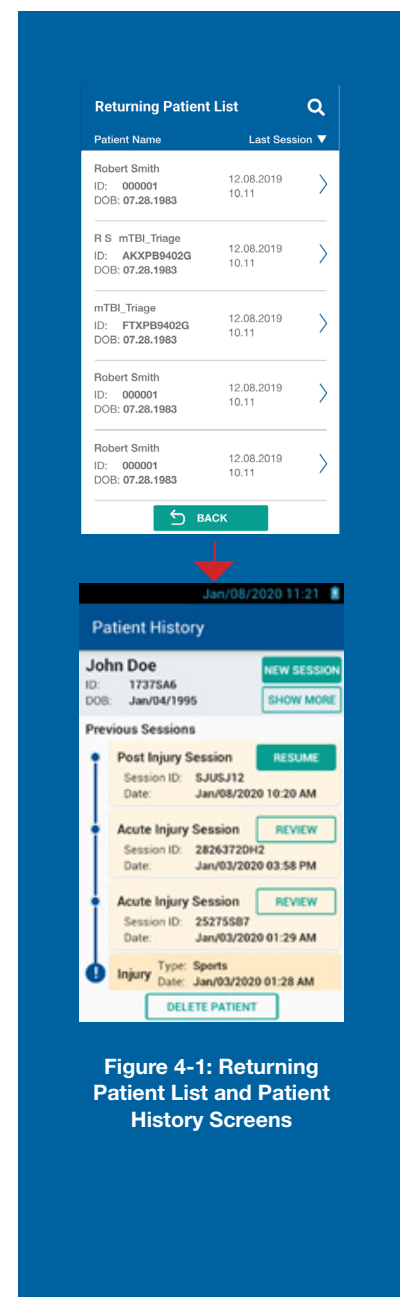 Returning Patient List
Patient Name Last Session ▼
Robert Smith
ID: 000001
DOB: 07.28.1983
12.08.2019
10.11
R S mTBI_Triage
ID: AKXPB9402G
DOB: 07.28.1983
12.08.2019
10.11
mTBI_Triage
ID: FTXPB9402G
DOB: 07.28.1983
12.08.2019
10.11
Robert Smith
ID: 000001
DOB: 07.28.1983
12.08.2019
10.11
Robert Smith
ID: 000001
DOB: 07.28.1983
12.08.2019
10.11
BACK
Jan/08/2020 11:21
Patient History
John Doe
ID: 1737SA6
DOB: Jan/04/1995
NEW SESSION
SHOW MORE
Previous Sessions
Post Injury Session RESUME
Session ID: SJUSJ12
Date: Jan/08/2020 10:20 AM
Acute Injury Session REVIEW
Session ID: 2826372DH2
Date: Jan/03/2020 03:58 PM
Acute Injury Session REVIEW
Session ID: 25275SB7
Date: Jan/03/2020 01:29 AM
Injury Type: Sports
Date: Jan/03/2020 01:28 AM
DELETE PATIENT
Figure 4-1: Returning
Patient List and Patient
History Screens